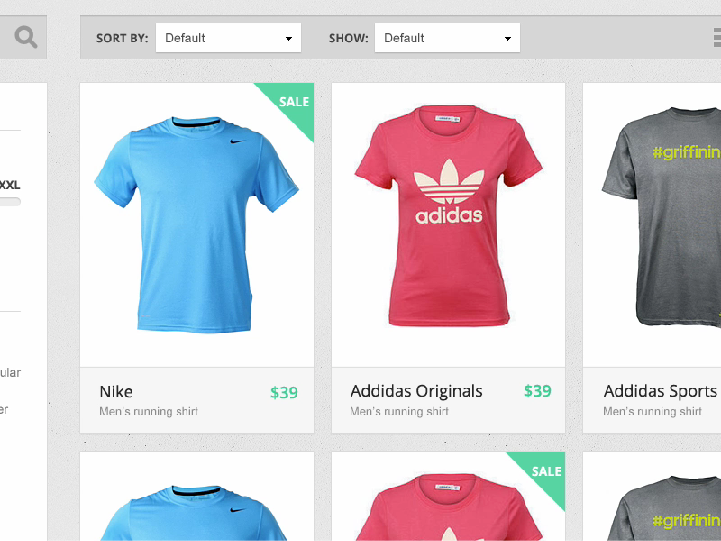 SORT BY: Default SHOW: Default
XXL
SALE
adidas
#griffinin
Nike $39
Men's running shirt
Addidas Originals $39
Men's running shirt
Addidas Sports
Men's running shirt
ular
er
SALE
#griffinin